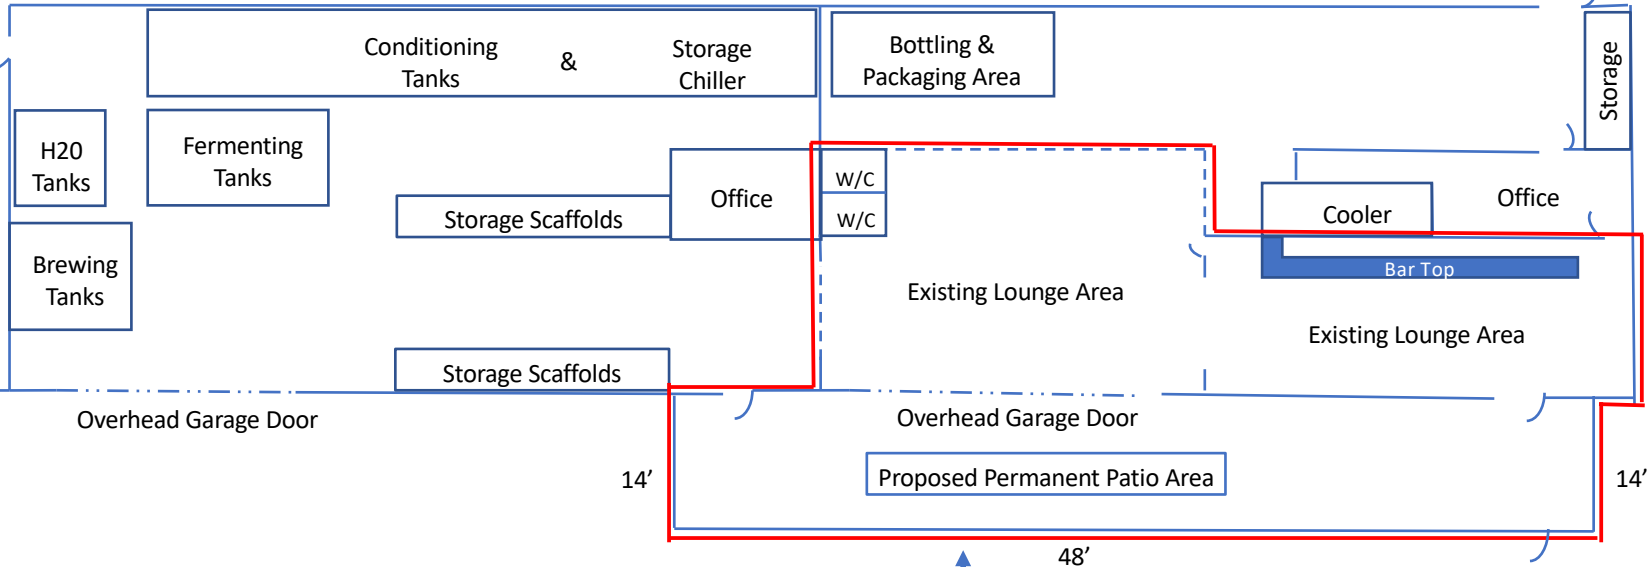 Conditioning
Tanks
&
Storage
Chiller
Bottling &
Packaging Area
Storage
H20
Tanks
Fermenting
Tanks
Office
W/C
W/C
Storage Scaffolds
Cooler
Office
Brewing
Tanks
Bar Top
Existing Lounge Area
Existing Lounge Area
Storage Scaffolds
Overhead Garage Door
Overhead Garage Door
14’
Proposed Permanent Patio Area
14’
48’